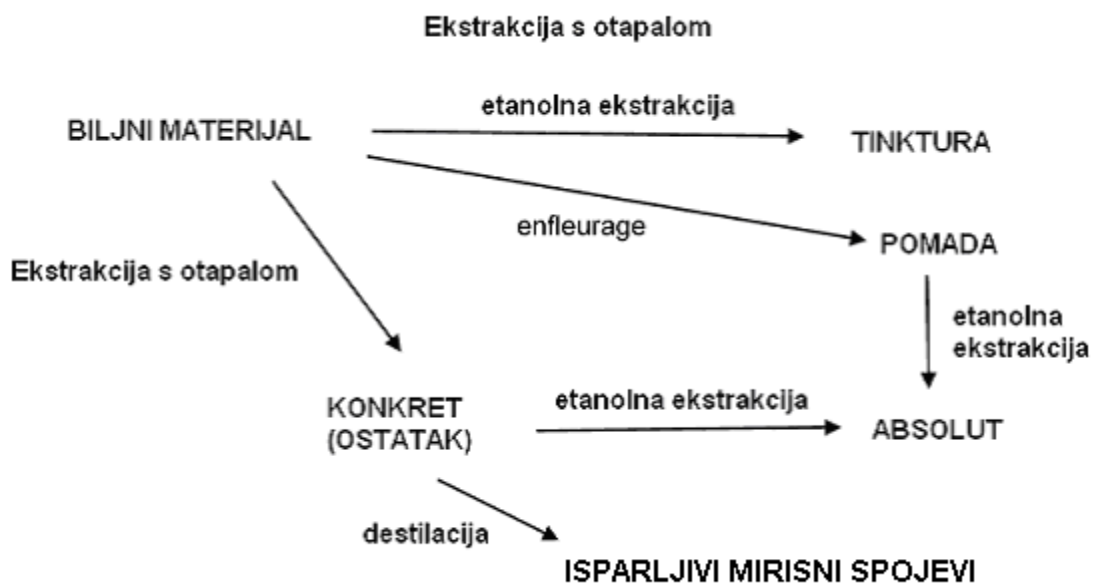 Ekstrakcija s otapalom
etanolna ekstrakcija
BILJNI MATERIJAL
TINKTURA
enfleurage
POMADA
Ekstrakcija s otapalom
etanolna
ekstrakcija
KONKRET
(OSTATAK)
etanolna ekstrakcija
ABSOLUT
destilacija
ISPARLJIVI MIRISNI SPOJEVI